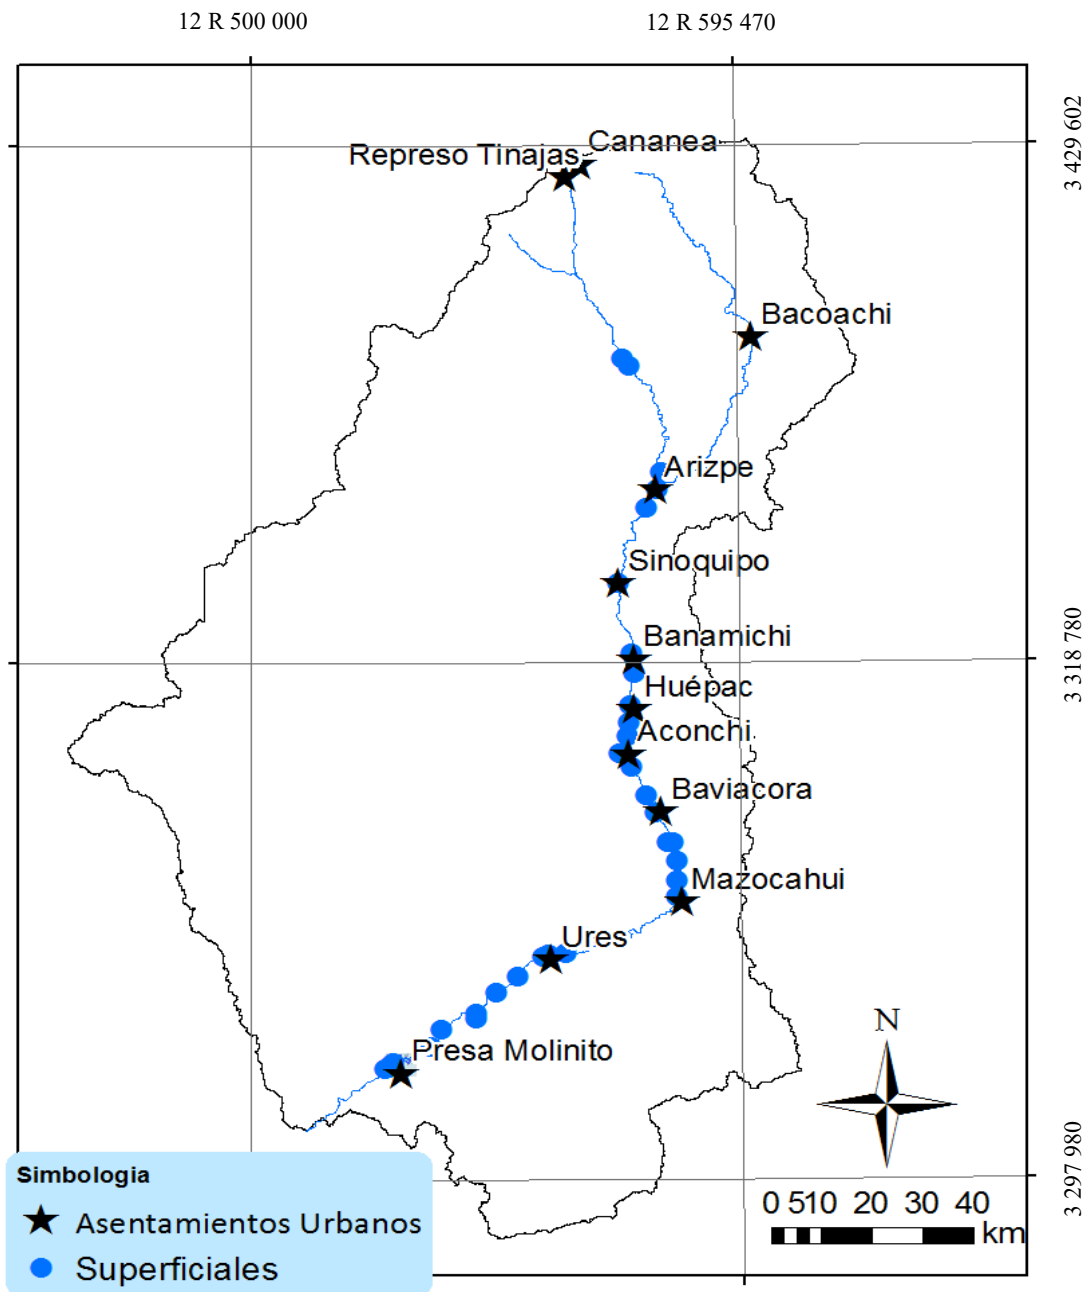 12 R 500 000
12 R 595 470
3 429 602
Cananea
Represo Tinajas
Bacoachi
Arizpe
Sinoquipo
Banamichi
3 318 780
Huépac
Aconchi
Baviacora
Mazocahui
Ures
N
Presa Molinito
3 297 980
Simbologia
Asentamientos Urbanos
Superficiales
0 510 20 30 40
km